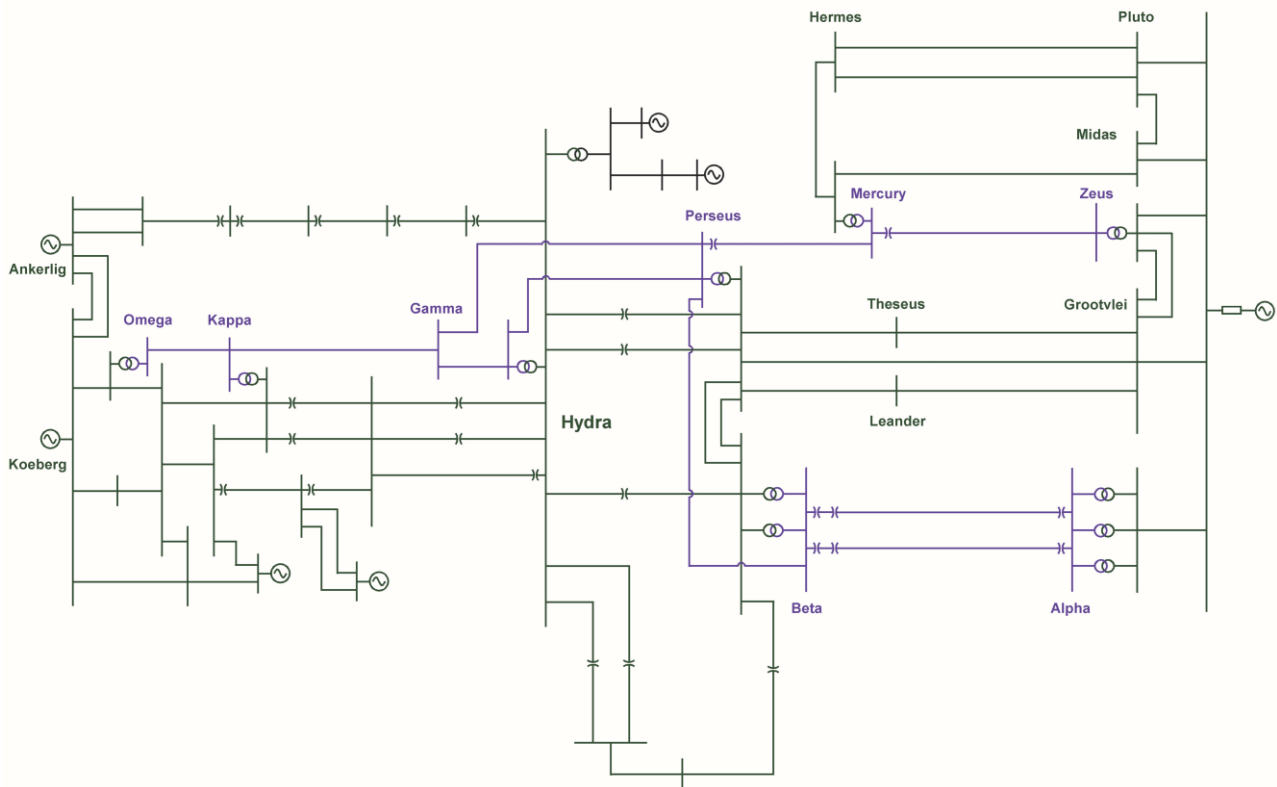 Hermes
Pluto
Midas
Mercury
Zeus
Perseus
Ankerlig
Gamma
Theseus
Grootvlei
Omega
Kappa
Hydra
Leander
Koeberg
Beta
Alpha